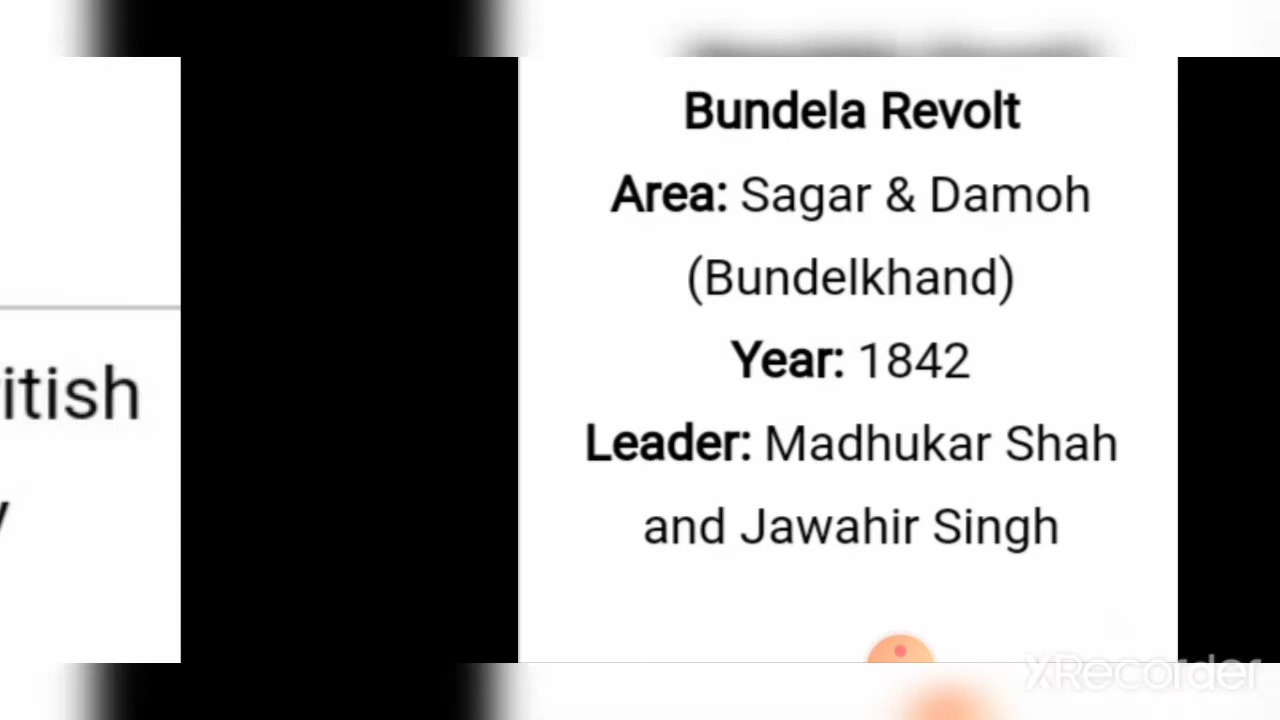 Bundela Revolt
Area: Sagar & Damoh
(Bundelkhand)
Year: 1842
Leader: Madhukar Shah
and Jawahir Singh
itish
y
XRecorder